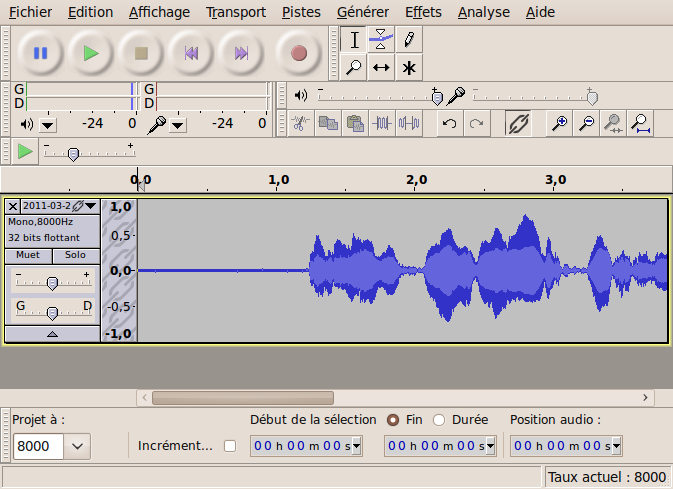 Fichier Edition Affichage Transport Pistes Générer Effets Analyse Aide
G G
D D
-24 0 -24 0
- +
- +
- +
0,0 1,0 2,0 3,0
2011-03-2
Mono,8000Hz
32 bits flottant
Muet Solo
- +
G D
1,0
0,5-
0,0-
-0,5-
-1,0
Projet à : Début de la sélection Fin Durée Position audio :
8000 Incrément... 00 h 00 m 00 s 00 h 00 m 00 s 00 h 00 m 00 s
Taux actuel : 8000